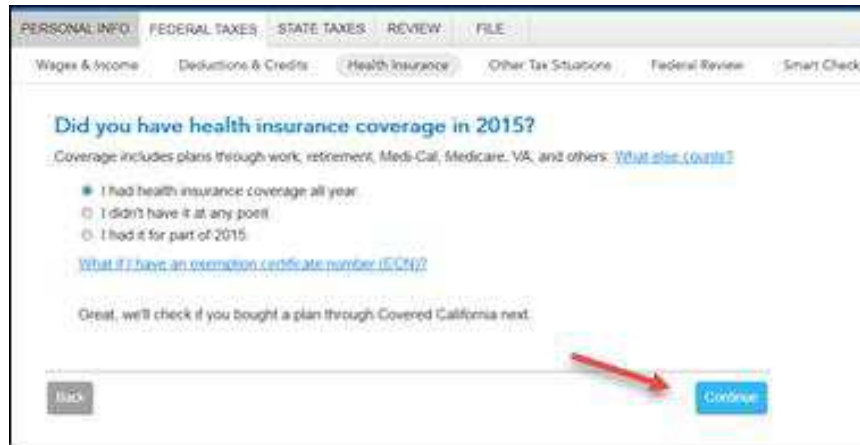 PERSONAL INFO FEDERAL TAXES STATE TAXES REVIEW FILE
Wages & Income Deductions & Credits Health Insurance Other Tax Situations Federal Review Smart Check
Did you have health insurance coverage in 2015?
Coverage includes plans through work, retirement, Medi-Cal, Medicare, VA, and others. What else counts?
I had health insurance coverage all year
I didn't have it at any point
I had it for part of 2015
What if I have an exemption certificate number (ECN)?
Great, we'll check if you bought a plan through Covered California next.
Back Continue